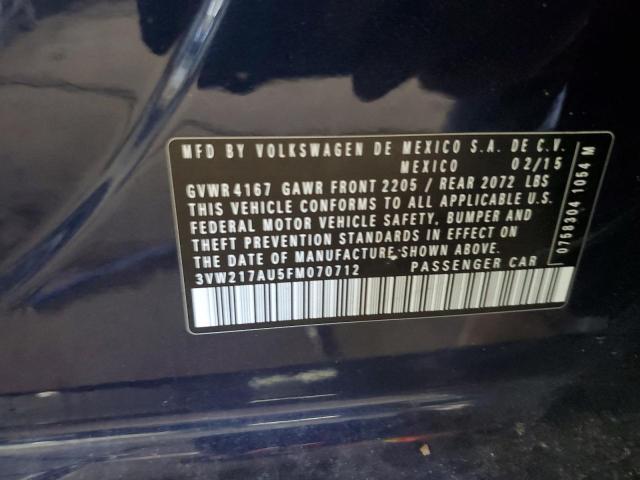 MFD BY VOLKSWAGEN DE MEXICO S.A. DE C.V.
MEXICO 02/15
GVWR 4167 GAWR FRONT 2205 / REAR 2072 LBS
THIS VEHICLE CONFORMS TO ALL APPLICABLE U.S.
FEDERAL MOTOR VEHICLE SAFETY, BUMPER AND
THEFT PREVENTION STANDARDS IN EFFECT ON
THE DATE OF MANUFACTURE SHOWN ABOVE.
3VW217AU5FM070712 PASSENGER CAR
0758304 1054 M